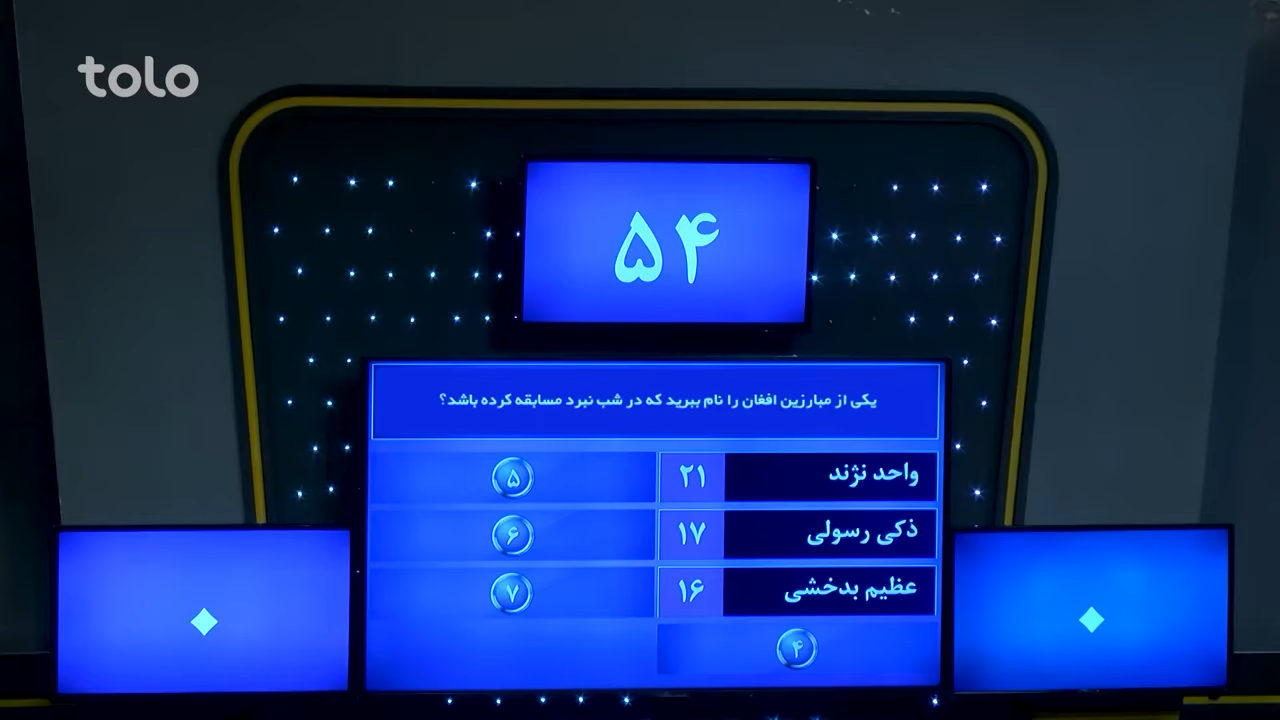 tolo
۵۴
یکی از مبارزین افغان را نام ببرید که در شب نبرد مسابقه کرده باشد؟
واحد نژند ۲۱
۵
ذکی رسولی ۱۷
۶
عظیم بدخشی ۱۶
۷
۴